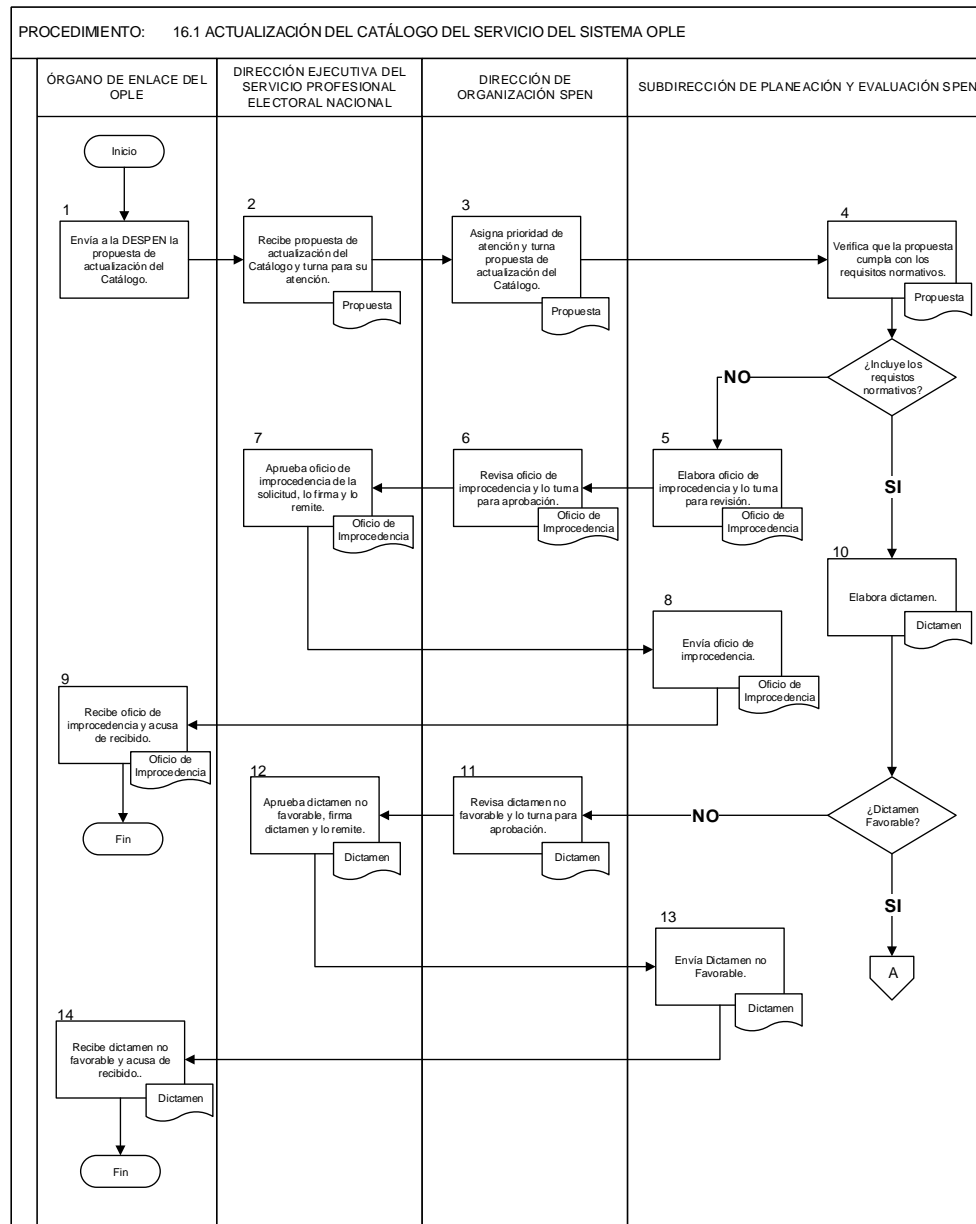 PROCEDIMIENTO: 16.1 ACTUALIZACIÓN DEL CATÁLOGO DEL SERVICIO DEL SISTEMA OPLE
ÓRGANO DE ENLACE DEL
OPLE
DIRECCIÓN EJECUTIVA DEL
SERVICIO PROFESIONAL
ELECTORAL NACIONAL
DIRECCIÓN DE
ORGANIZACIÓN SPEN
SUBDIRECCIÓN DE PLANEACIÓN Y EVALUACIÓN SPEN
Inicio
1
Envía a la DESPEN la
propuesta de
actualización del
Catálogo.
2
Recibe propuesta de
actualización del
Catálogo y turna para su
atención.
Propuesta
3
Asigna prioridad de
atención y turna
propuesta de
actualización del
Catálogo.
Propuesta
4
Verifica que la propuesta
cumpla con los
requisitos normativos.
Propuesta
¿Incluye los
requistos
normativos?
NO
SI
5
Elabora oficio de
improcedencia y lo turna
para revisión.
Oficio de
Improcedencia
6
Revisa oficio de
improcedencia y lo turna
para aprobación.
Oficio de
Improcedencia
7
Aprueba oficio de
improcedencia de la
solicitud, lo firma y lo
remite.
Oficio de
Improcedencia
8
Envía oficio de
improcedencia.
Oficio de
Improcedencia
9
Recibe oficio de
improcedencia y acusa
de recibido.
Oficio de
Improcedencia
Fin
10
Elabora dictamen.
Dictamen
¿Dictamen
Favorable?
NO
SI
A
11
Revisa dictamen no
favorable y lo turna para
aprobación.
Dictamen
12
Aprueba dictamen no
favorable, firma
dictamen y lo remite.
Dictamen
13
Envía Dictamen no
Favorable.
Dictamen
14
Recibe dictamen no
favorable y acusa de
recibido..
Dictamen
Fin